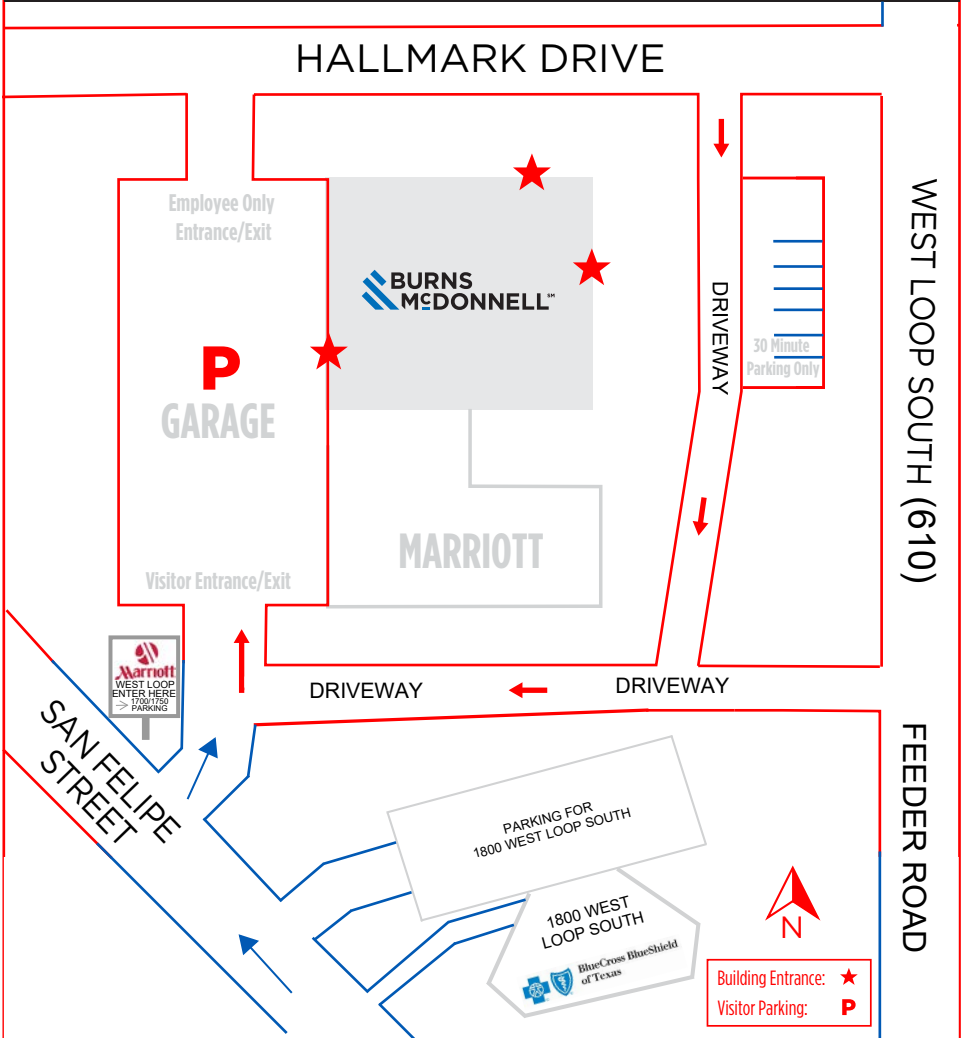 HALLMARK DRIVE
Employee Only
Entrance/Exit
BURNS
McDONNELL℠
P
GARAGE
DRIVEWAY
30 Minute
Parking Only
WEST LOOP SOUTH (610)
MARRIOTT
Visitor Entrance/Exit
Marriott
WEST LOOP
ENTER HERE
1700/1750
PARKING
DRIVEWAY
DRIVEWAY
SAN FELIPE
STREET
FEEDER ROAD
PARKING FOR
1800 WEST LOOP SOUTH
1800 WEST
LOOP SOUTH
BlueCross BlueShield
of Texas
N
Building Entrance:
Visitor Parking: P